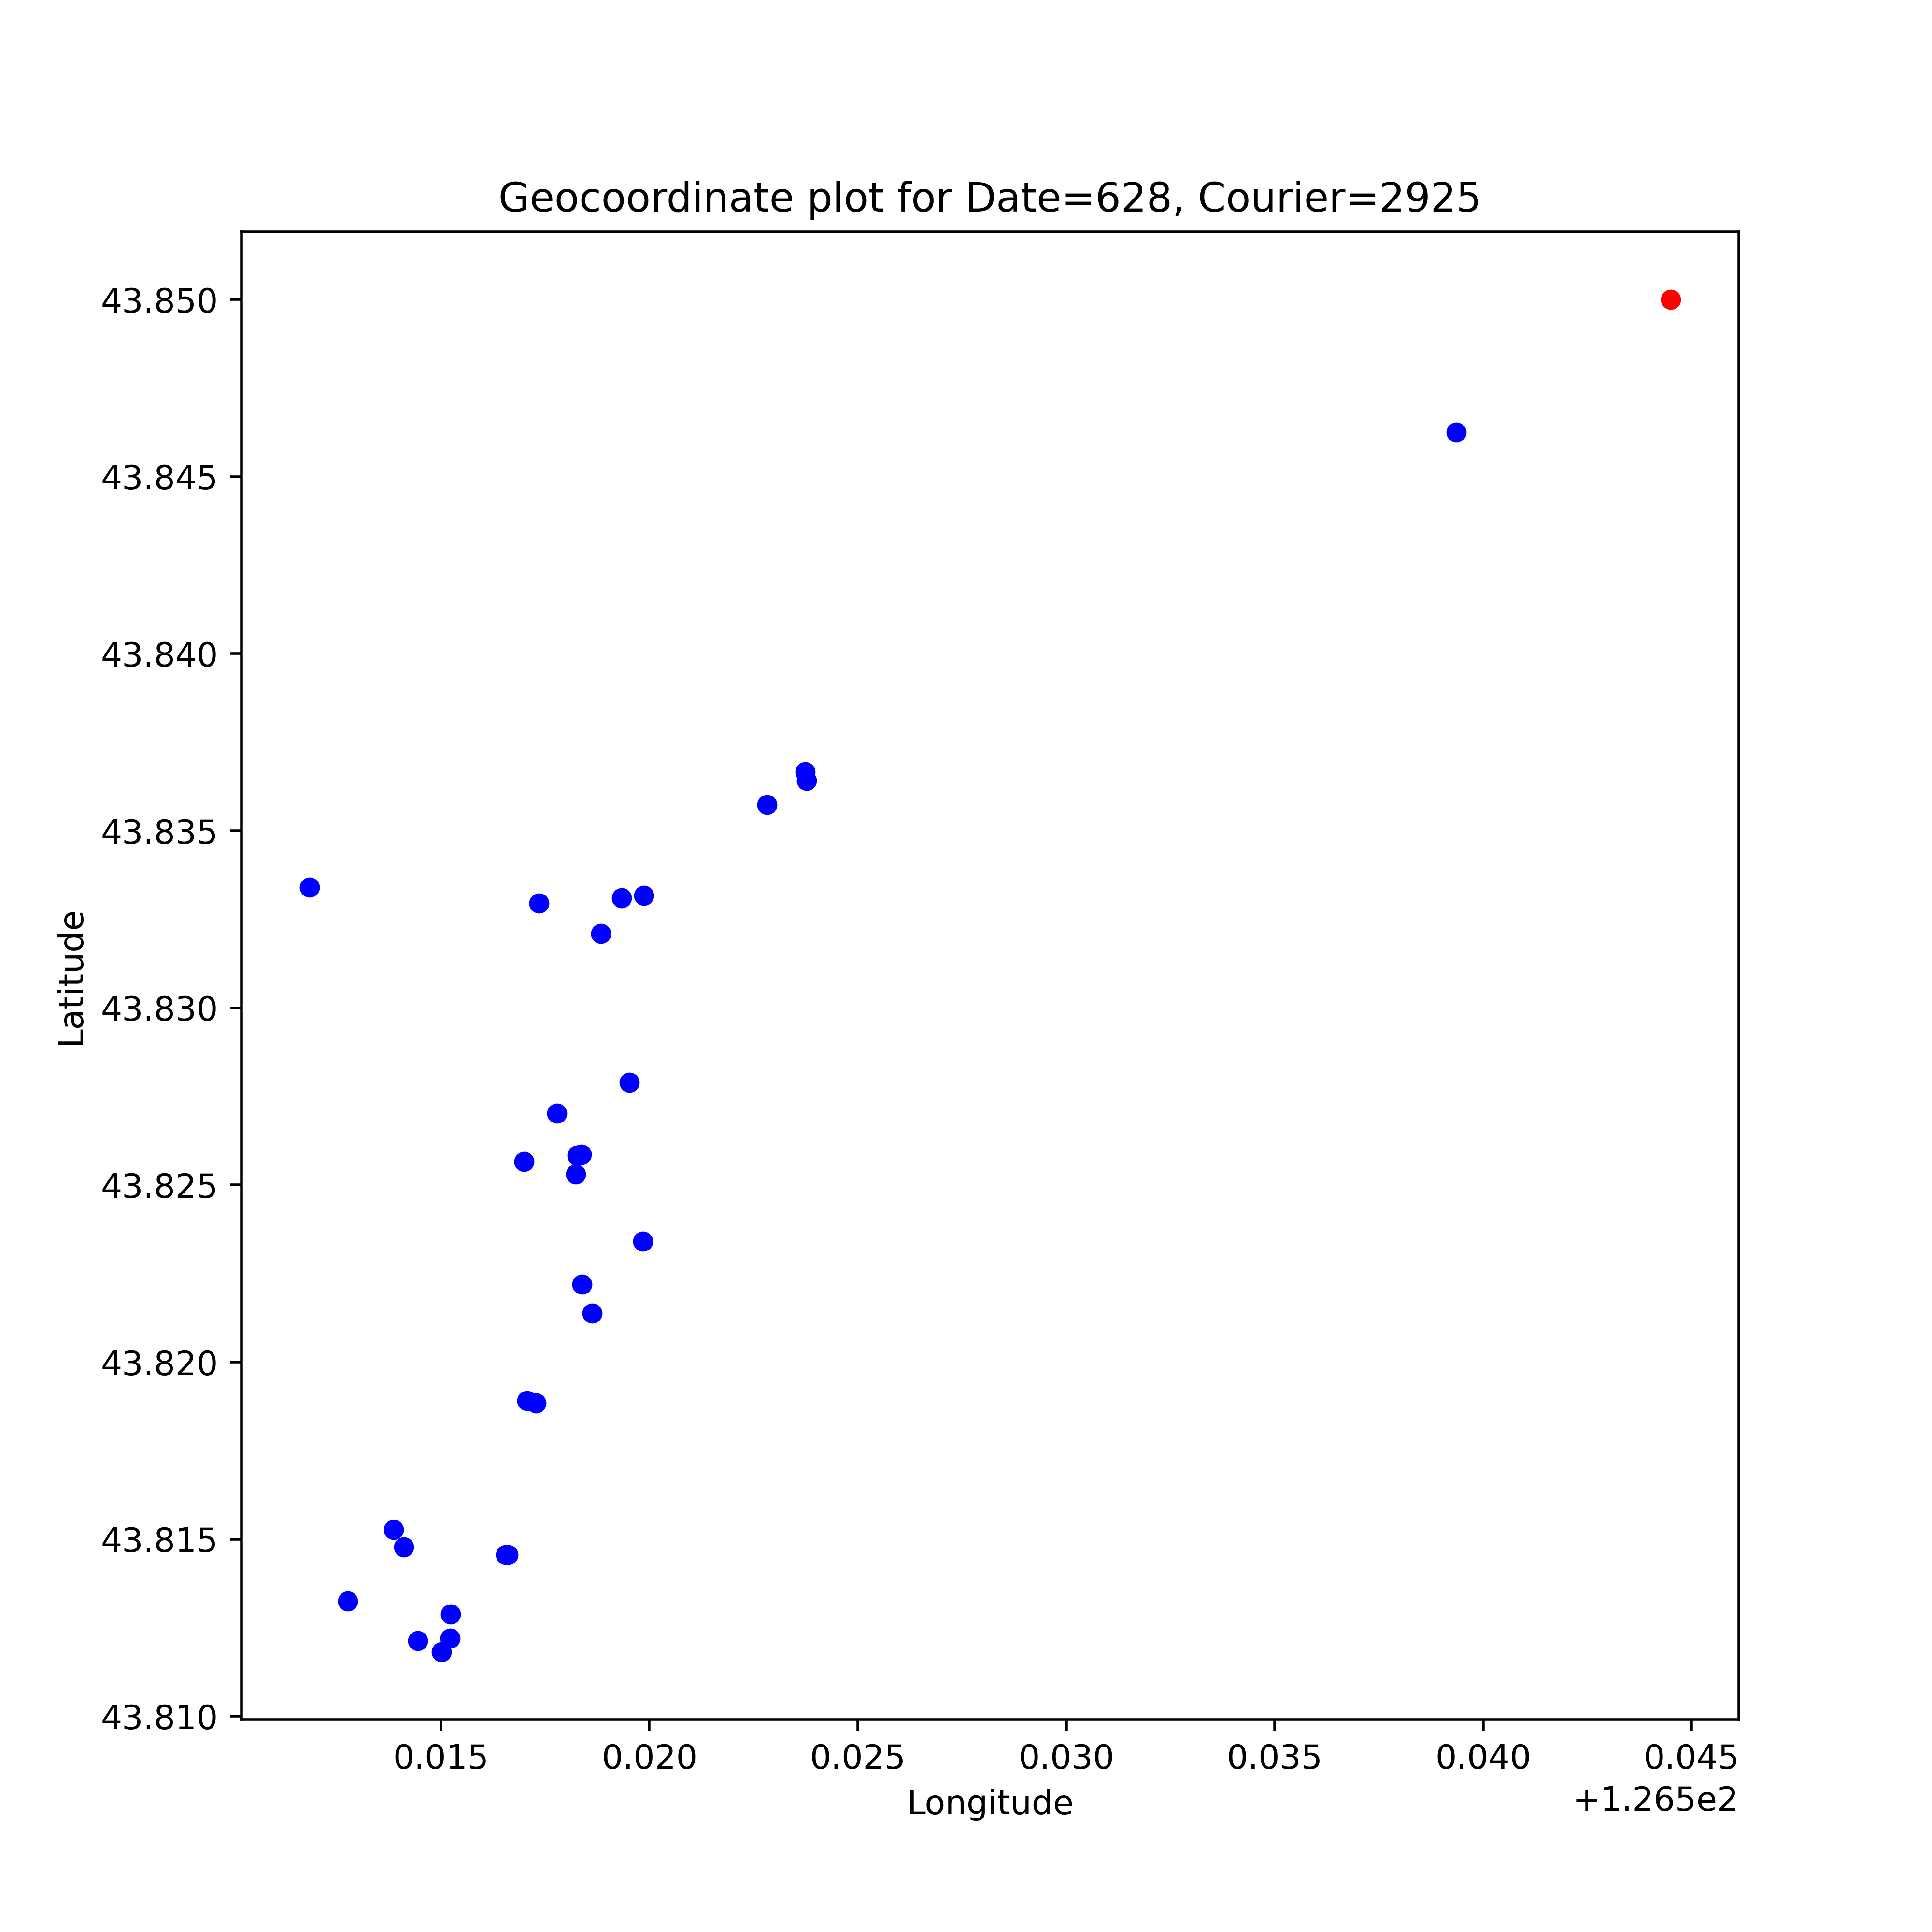 Geocoordinate plot for Date=628, Courier=2925
43.850
43.845
43.840
43.835
43.830
43.825
43.820
43.815
43.810
Latitude
0.015 0.020 0.025 0.030 0.035 0.040 0.045
+1.265e2
Longitude